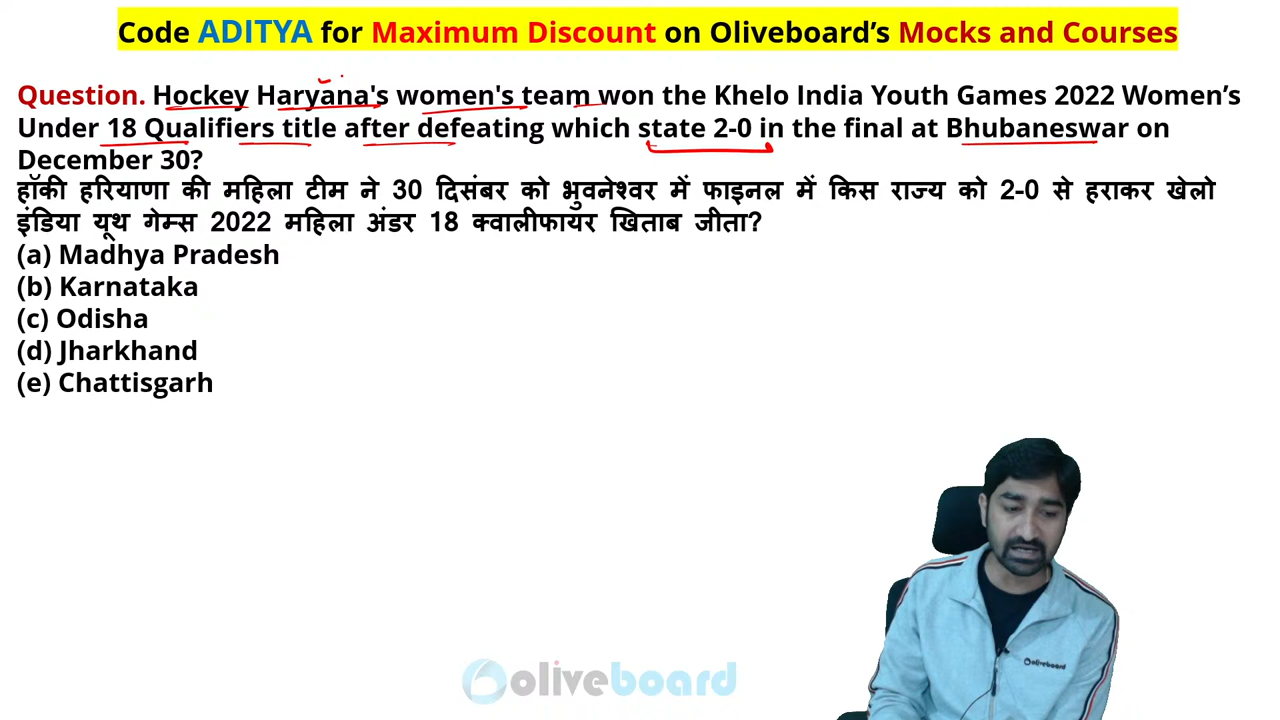 Code ADITYA for Maximum Discount on Oliveboard's Mocks and Courses
Question. Hockey Haryana's women's team won the Khelo India Youth Games 2022 Women's
Under 18 Qualifiers title after defeating which state 2-0 in the final at Bhubaneswar on
December 30?
हॉकी हरियाणा की महिला टीम ने 30 दिसंबर को भुवनेश्वर में फाइनल में किस राज्य को 2-0 से हराकर खेलो
इंडिया यूथ गेम्स 2022 महिला अंडर 18 क्वालीफायर खिताब जीता?
(a) Madhya Pradesh
(b) Karnataka
(c) Odisha
(d) Jharkhand
(e) Chattisgarh
oliveboard
oliveboard